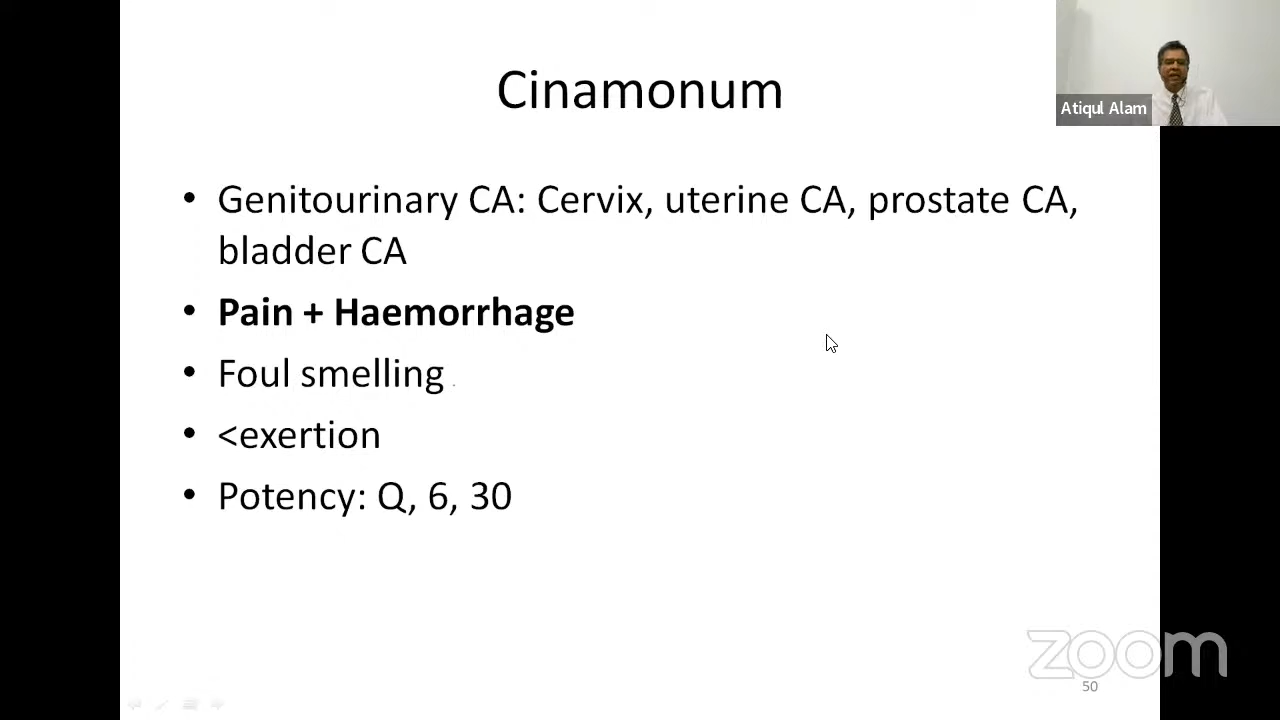 Cinamonum
Atiqul Alam
• Genitourinary CA: Cervix, uterine CA, prostate CA,
bladder CA
• Pain + Haemorrhage
• Foul smelling .
• <exertion
• Potency: Q, 6, 30
zoom
50